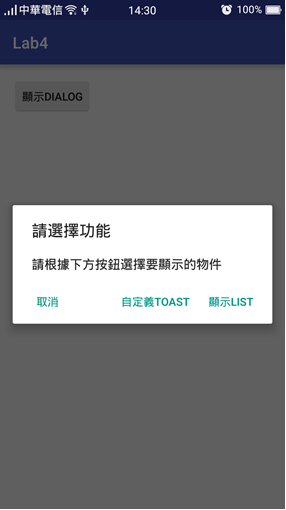 中華電信 14:30 100%
Lab4
顯示DIALOG
請選擇功能
請根據下方按鈕選擇要顯示的物件
取消 自定義TOAST 顯示LIST